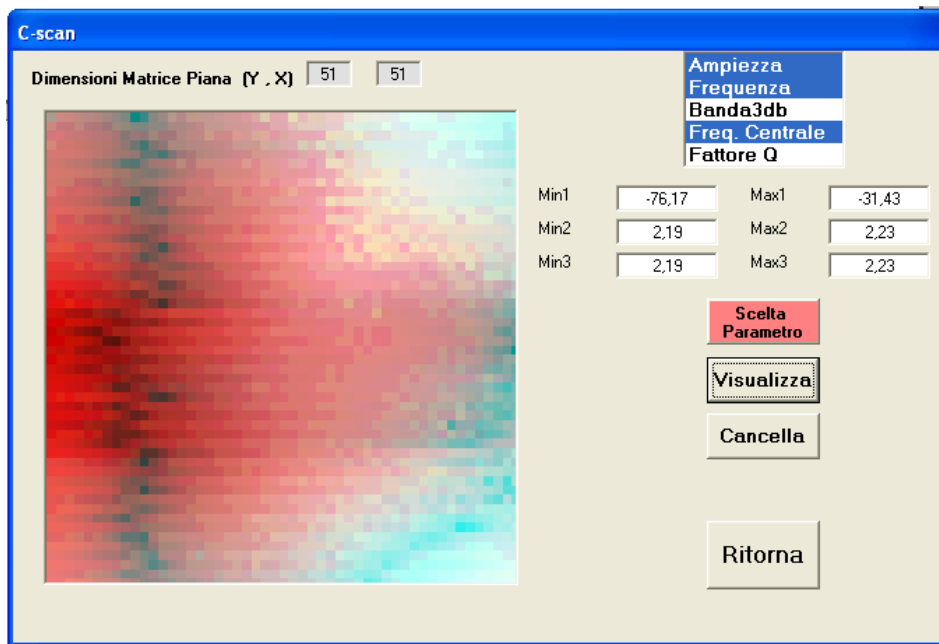 C-scan
Dimensioni Matrice Piana (Y , X) 51 51
Ampiezza
Frequenza
Banda3db
Freq. Centrale
Fattore Q
Min1 -76,17 Max1 -31,43
Min2 2,19 Max2 2,23
Min3 2,19 Max3 2,23
Scelta
Parametro
Visualizza
Cancella
Ritorna